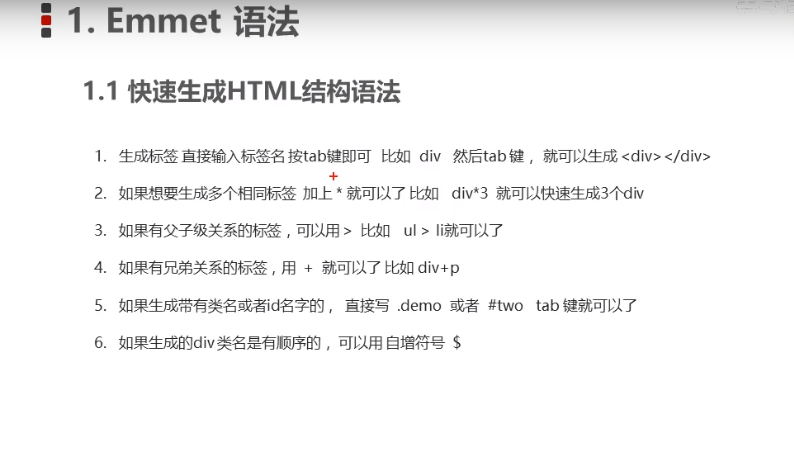 1. Emmet 语法
1.1 快速生成HTML结构语法
1. 生成标签 直接输入标签名 按tab键即可 比如 div 然后tab 键， 就可以生成 <div></div>
2. 如果想要生成多个相同标签 加上 * 就可以了 比如 div*3 就可以快速生成3个div
3. 如果有父子级关系的标签，可以用 > 比如 ul > li就可以了
4. 如果有兄弟关系的标签，用 + 就可以了 比如 div+p
5. 如果生成带有类名或者id名字的， 直接写 .demo 或者 #two tab 键就可以了
6. 如果生成的div 类名是有顺序的， 可以用 自增符号 $